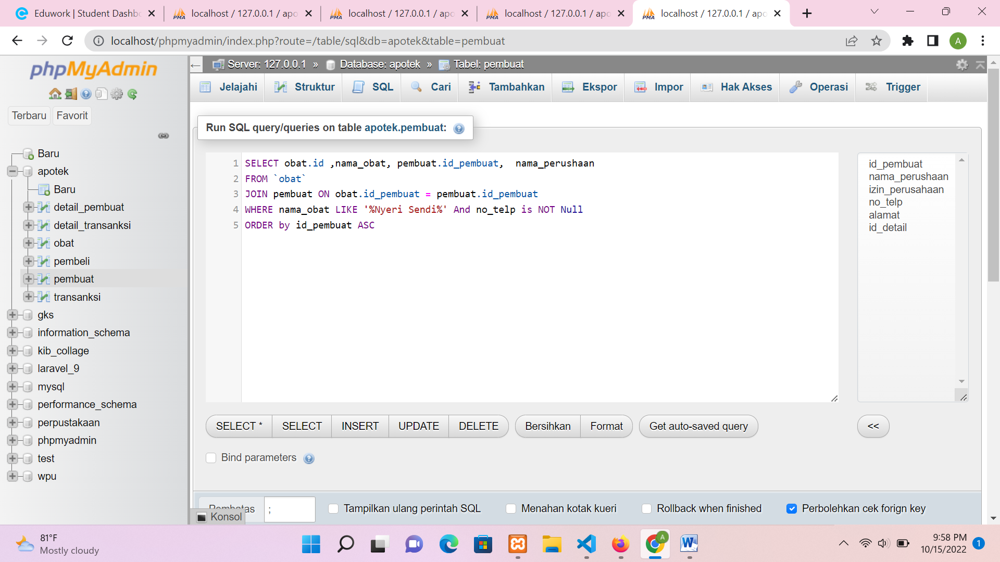 Eduwork | Student Dashbo
localhost / 127.0.0.1 / apo
localhost / 127.0.0.1 / apo
localhost / 127.0.0.1 / apo
localhost / 127.0.0.1 / apo
localhost/phpmyadmin/index.php?route=/table/sql&db=apotek&table=pembuat
A
phpMyAdmin
Terbaru
Favorit
Baru
apotek
Baru
detail_pembuat
detail_transanksi
obat
pembeli
pembuat
transanksi
gks
information_schema
kib_collage
laravel_9
mysql
performance_schema
perpustakaan
phpmyadmin
test
wpu
Server: 127.0.0.1 » Database: apotek » Tabel: pembuat
Jelajahi Struktur SQL Cari Tambahkan Ekspor Impor Hak Akses Operasi Trigger
Run SQL query/queries on table apotek.pembuat:
1 SELECT obat.id ,nama_obat, pembuat.id_pembuat, nama_perushaan
2 FROM `obat`
3 JOIN pembuat ON obat.id_pembuat = pembuat.id_pembuat
4 WHERE nama_obat LIKE '%Nyeri Sendi%' And no_telp is NOT Null
5 ORDER by id_pembuat ASC
id_pembuat
nama_perushaan
izin_perusahaan
no_telp
alamat
id_detail
SELECT * SELECT INSERT UPDATE DELETE Bersihkan Format Get auto-saved query <<
Bind parameters
Pembatas ; Tampilkan ulang perintah SQL Menahan kotak kueri Rollback when finished Perbolehkan cek forign key
Konsol
81°F
Mostly cloudy
A
9:58 PM
10/15/2022
1